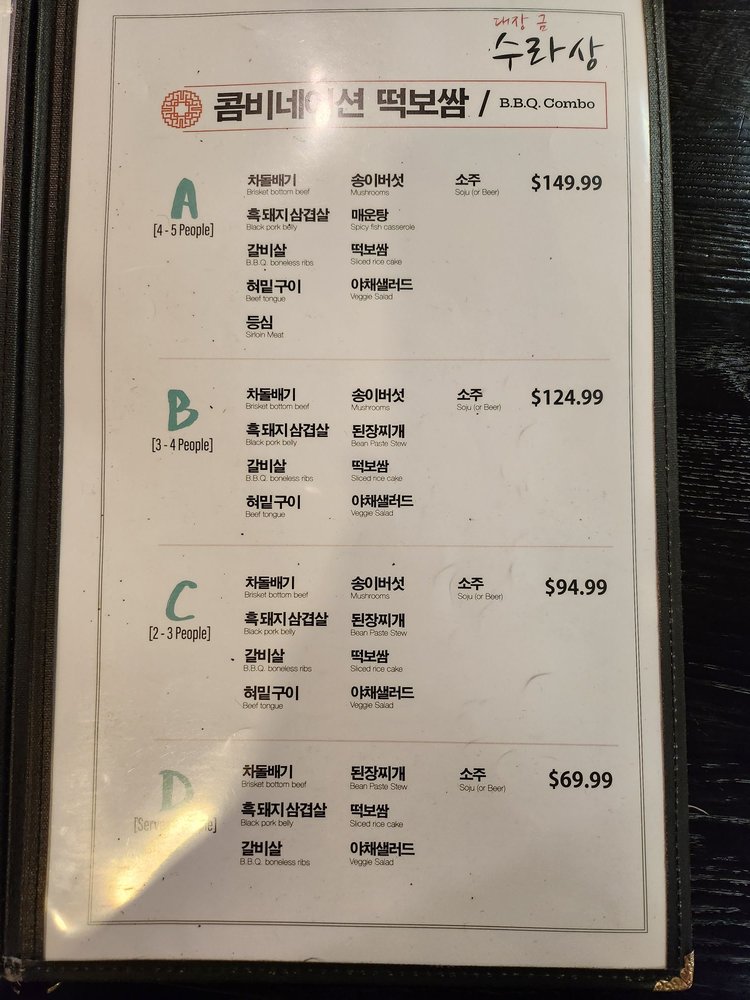 대장금
수라상
콤비네이션 떡보쌈 / B.B.Q. Combo
A
[4 - 5 People]
차돌배기
Brisket bottom beef
흑돼지삼겹살
Black pork belly
갈비살
B.B.Q. boneless ribs
혀밑구이
Beef tongue
등심
Sirloin Meat
송이버섯
Mushrooms
매운탕
Spicy fish casserole
떡보쌈
Sliced rice cake
야채샐러드
Veggie Salad
소주
Soju (or Beer)
$149.99
B
[3 - 4 People]
차돌배기
Brisket bottom beef
흑돼지삼겹살
Black pork belly
갈비살
B.B.Q. boneless ribs
혀밑구이
Beef tongue
송이버섯
Mushrooms
된장찌개
Bean Paste Stew
떡보쌈
Sliced rice cake
야채샐러드
Veggie Salad
소주
Soju (or Beer)
$124.99
C
[2 - 3 People]
차돌배기
Brisket bottom beef
흑돼지삼겹살
Black pork belly
갈비살
B.B.Q. boneless ribs
혀밑구이
Beef tongue
송이버섯
Mushrooms
된장찌개
Bean Paste Stew
떡보쌈
Sliced rice cake
야채샐러드
Veggie Salad
소주
Soju (or Beer)
$94.99
D
차돌배기
Brisket bottom beef
흑돼지삼겹살
Black pork belly
갈비살
B.B.Q. boneless ribs
된장찌개
Bean Paste Stew
떡보쌈
Sliced rice cake
야채샐러드
Veggie Salad
소주
Soju (or Beer)
$69.99